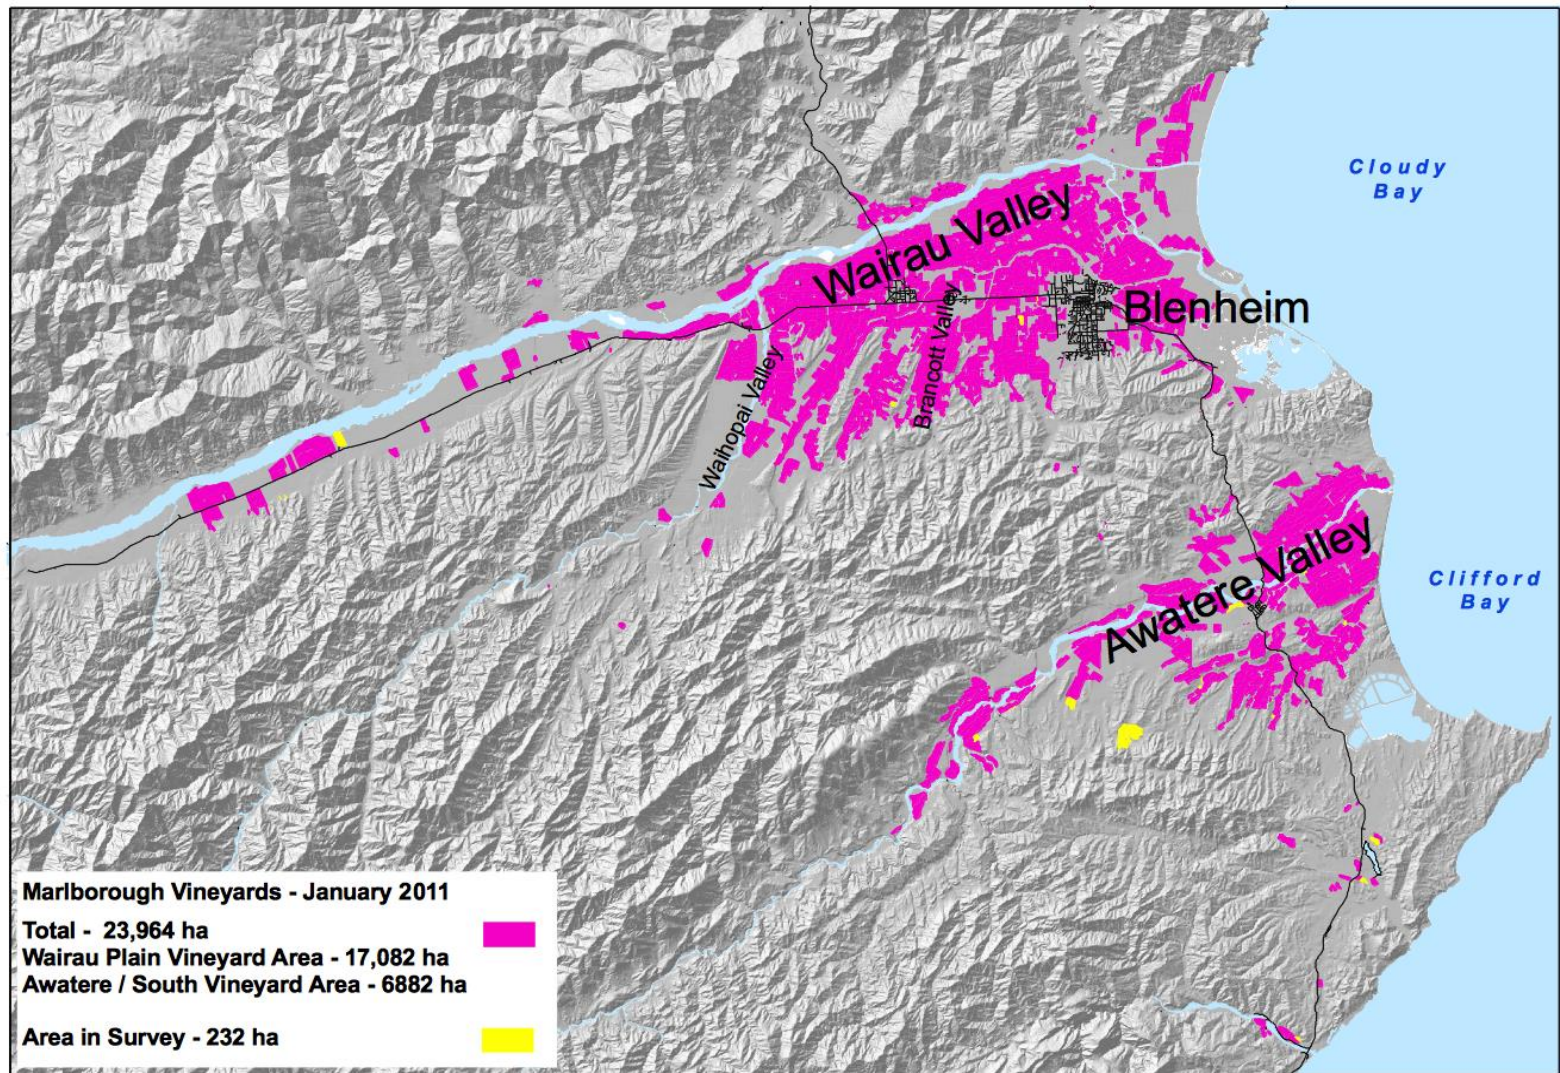 Cloudy
Bay
Wairau Valley
Blenheim
Brancott Valley
Waihopai Valley
Awatere Valley
Clifford
Bay
Marlborough Vineyards - January 2011
Total - 23,964 ha
Wairau Plain Vineyard Area - 17,082 ha
Awatere / South Vineyard Area - 6882 ha
Area in Survey - 232 ha